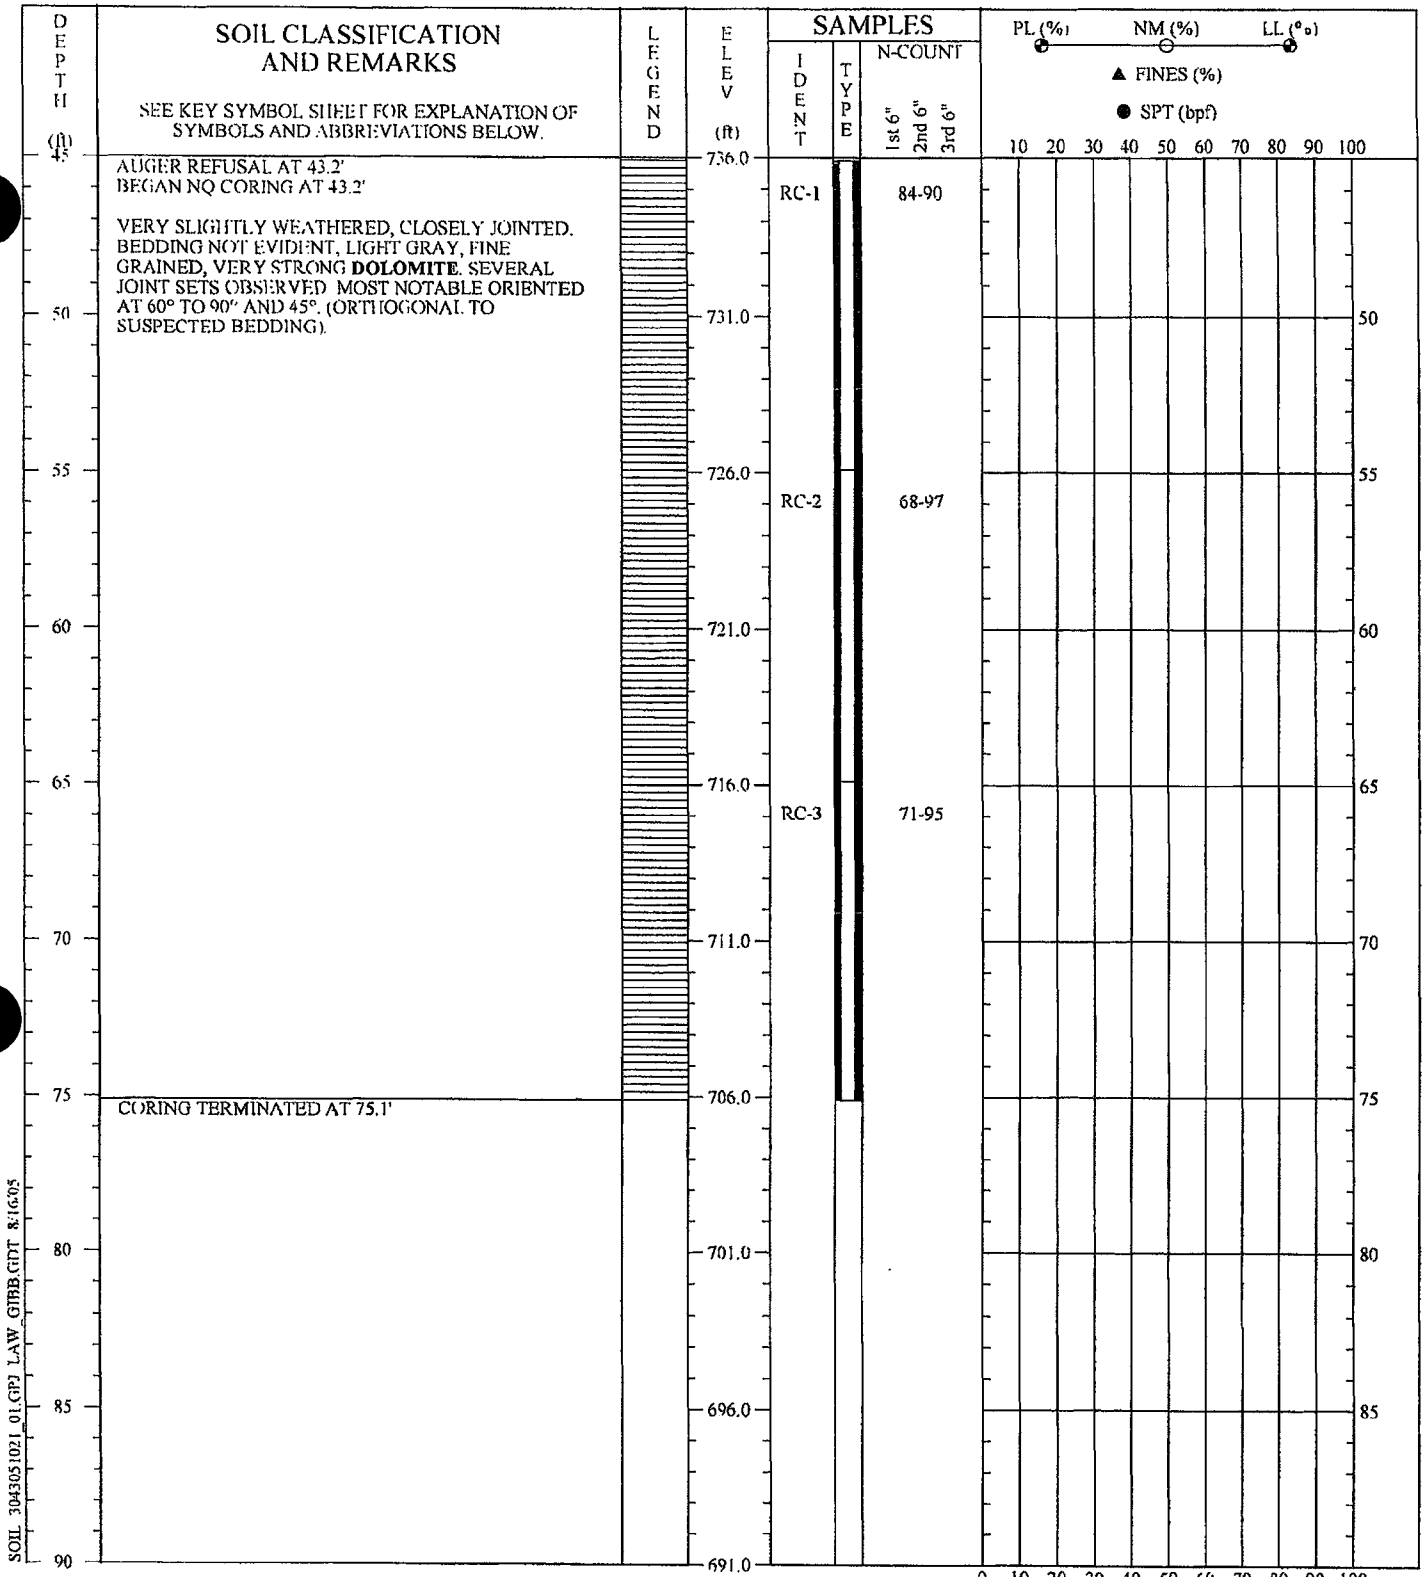 DEPTH (ft)
SOIL CLASSIFICATION
AND REMARKS
SEE KEY SYMBOL SHEET FOR EXPLANATION OF
SYMBOLS AND ABBREVIATIONS BELOW.
LEGEND
ELEV (ft)
SAMPLES
IDENT
TYPE
N-COUNT
1st 6"
2nd 6"
3rd 6"
PL (%) NM (%) LL (%)
▲ FINES (%)
● SPT (bpf)
10 20 30 40 50 60 70 80 90 100
45 736.0
AUGER REFUSAL AT 43.2'
BEGAN NQ CORING AT 43.2'
RC-1 84-90
VERY SLIGHTLY WEATHERED, CLOSELY JOINTED.
BEDDING NOT EVIDENT, LIGHT GRAY, FINE
GRAINED, VERY STRONG DOLOMITE. SEVERAL
JOINT SETS OBSERVED MOST NOTABLE ORIENTED
AT 60° TO 90° AND 45°. (ORTHOGONAL TO
SUSPECTED BEDDING).
50 731.0 50
55 726.0 55
RC-2 68-97
60 721.0 60
65 716.0 65
RC-3 71-95
70 711.0 70
75 706.0 75
CORING TERMINATED AT 75.1'
80 701.0 80
85 696.0 85
90 691.0
0 10 20 30 40 50 60 70 80 90 100
SOIL 3043051021_01.GPJ LAW_GIBB.GDT 8/16/05